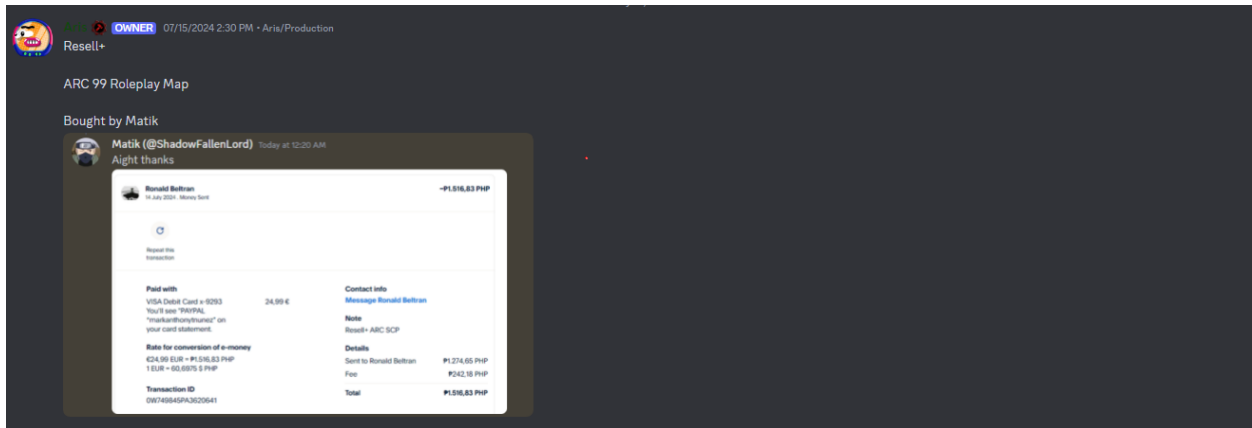 OWNER 07/15/2024 2:30 PM • Aris/Production
Resell+
ARC 99 Roleplay Map
Bought by Matik
Matik (@ShadowFallenLord) Today at 12:20 AM
Aight thanks
Ronald Beltran -₱1.516,83 PHP
14 July 2024 . Money Sent
Repeat this
transaction
Paid with
VISA Debit Card x-9293 24,99 €
You'll see "PAYPAL
*markanthonytnunez" on
your card statement.
Rate for conversion of e-money
€24,99 EUR = ₱1.516,83 PHP
1 EUR = 60,6975 $ PHP
Transaction ID
0W749845PA3620641
Contact info
Message Ronald Beltran
Note
Resell+ ARC SCP
Details
Sent to Ronald Beltran ₱1.274,65 PHP
Fee ₱242,18 PHP
Total ₱1.516,83 PHP